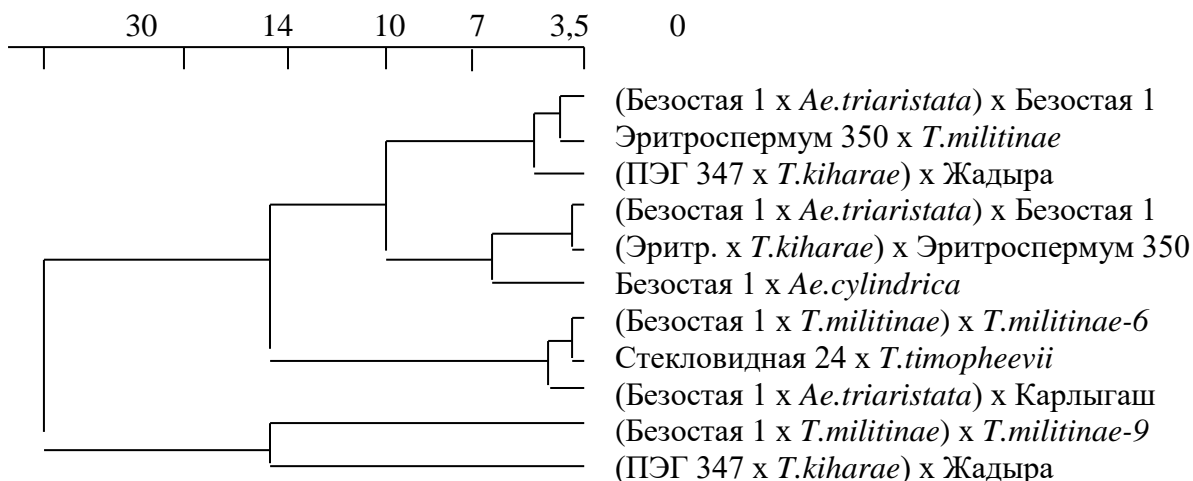 30 14 10 7 3,5 0
(Безостая 1 x Ae.triaristata) x Безостая 1
Эритроспермум 350 x T.militinae
(ПЭГ 347 x T.kiharae) x Жадыра
(Безостая 1 x Ae.triaristata) x Безостая 1
(Эритр. x T.kiharae) x Эритроспермум 350
Безостая 1 x Ae.cylindrica
(Безостая 1 x T.militinae) x T.militinae-6
Стекловидная 24 x T.timopheevii
(Безостая 1 x Ae.triaristata) x Карлыгаш
(Безостая 1 x T.militinae) x T.militinae-9
(ПЭГ 347 x T.kiharae) x Жадыра